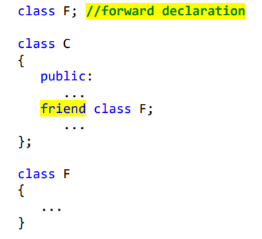 class F; //forward declaration
class C
{
public:
...
friend class F;
...
};
class F
{
...
}